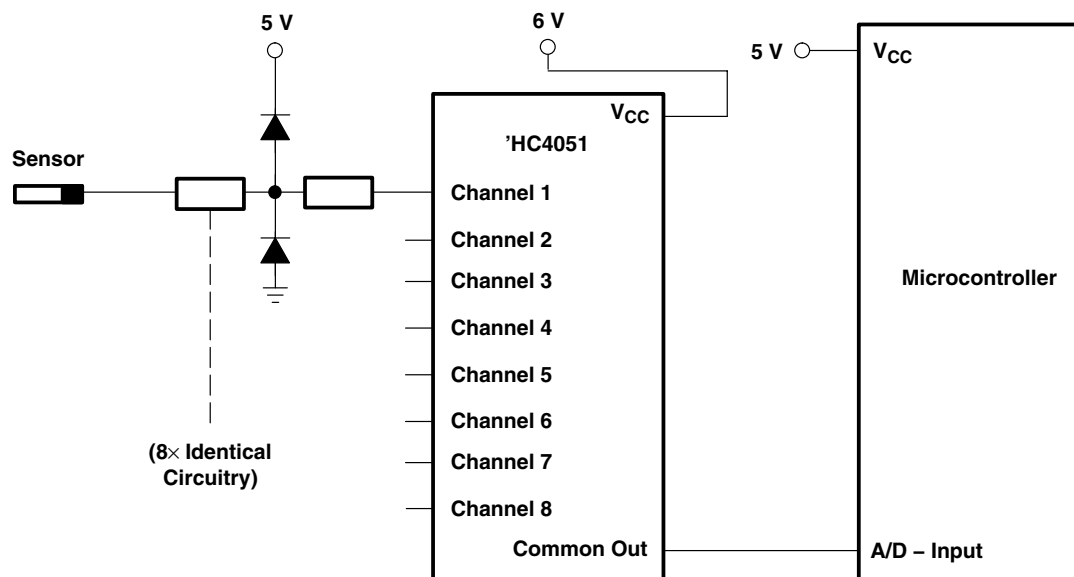 5 V
6 V
5 V
VCC
VCC
'HC4051
Sensor
Channel 1
Channel 2
Channel 3
Microcontroller
Channel 4
Channel 5
Channel 6
(8× Identical
Circuitry)
Channel 7
Channel 8
Common Out
A/D – Input